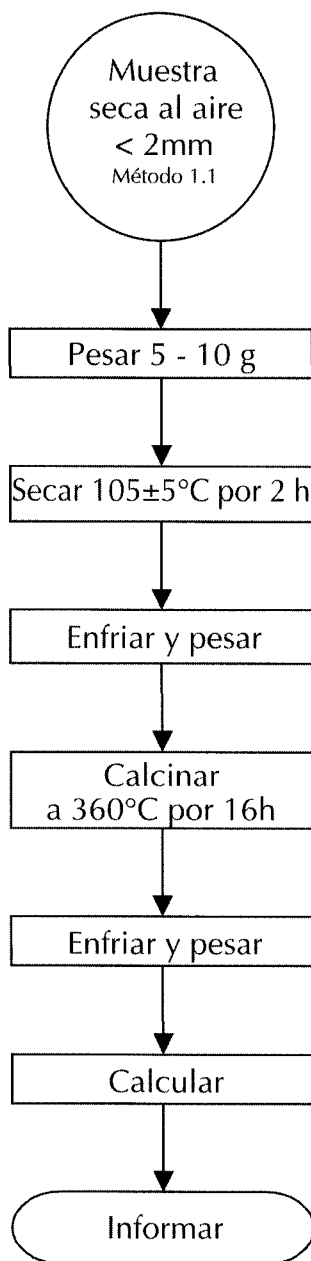 Muestra
seca al aire
< 2mm
Método 1.1
Pesar 5 - 10 g
Secar 105±5°C por 2 h
Enfriar y pesar
Calcinar
a 360°C por 16h
Enfriar y pesar
Calcular
Informar